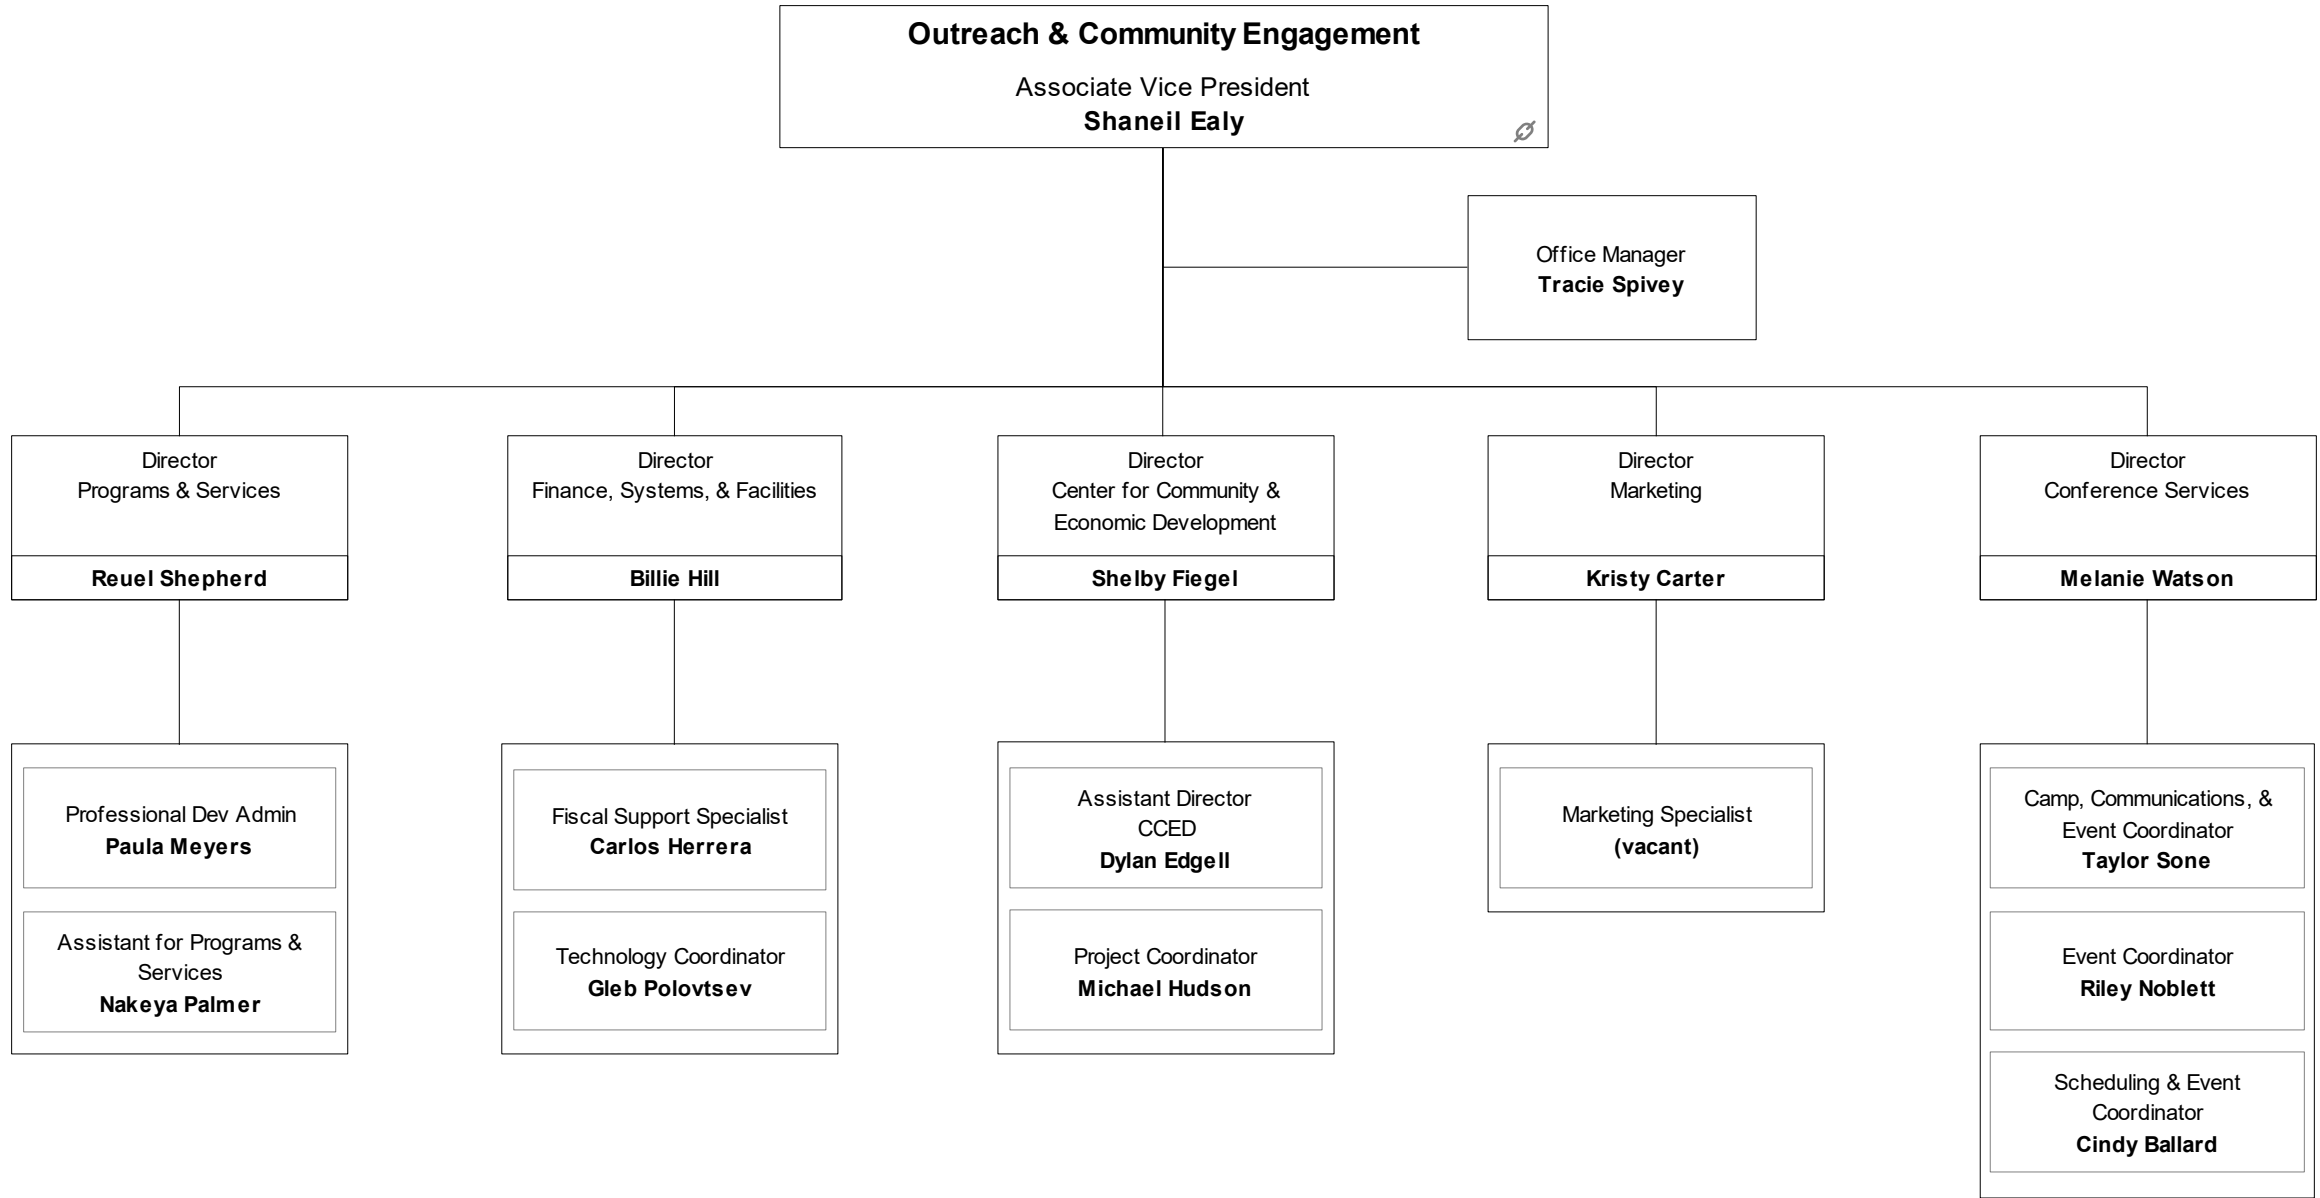 Outreach & Community Engagement
Associate Vice President
Shaneil Ealy
Office Manager
Tracie Spivey
Director
Programs & Services
Reuel Shepherd
Director
Finance, Systems, & Facilities
Billie Hill
Director
Center for Community &
Economic Development
Shelby Fiegel
Director
Marketing
Kristy Carter
Director
Conference Services
Melanie Watson
Professional Dev Admin
Paula Meyers
Assistant for Programs &
Services
Nakeya Palmer
Fiscal Support Specialist
Carlos Herrera
Technology Coordinator
Gleb Polovtsev
Assistant Director
CCED
Dylan Edgell
Project Coordinator
Michael Hudson
Marketing Specialist
(vacant)
Camp, Communications, &
Event Coordinator
Taylor Sone
Event Coordinator
Riley Noblett
Scheduling & Event
Coordinator
Cindy Ballard